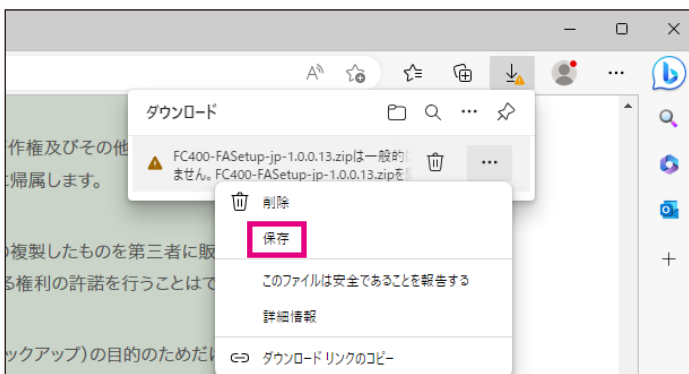 ダウンロード
作権及びその他
帰属します。
FC400-FASetup-jp-1.0.0.13.zipは一般的
ません。FC400-FASetup-jp-1.0.0.13.zipを
削除
保存
複製したものを第三者に販
る権利の許諾を行うことはで
このファイルは安全であることを報告する
詳細情報
ックアップ)の目的のためだ
ダウンロード リンクのコピー